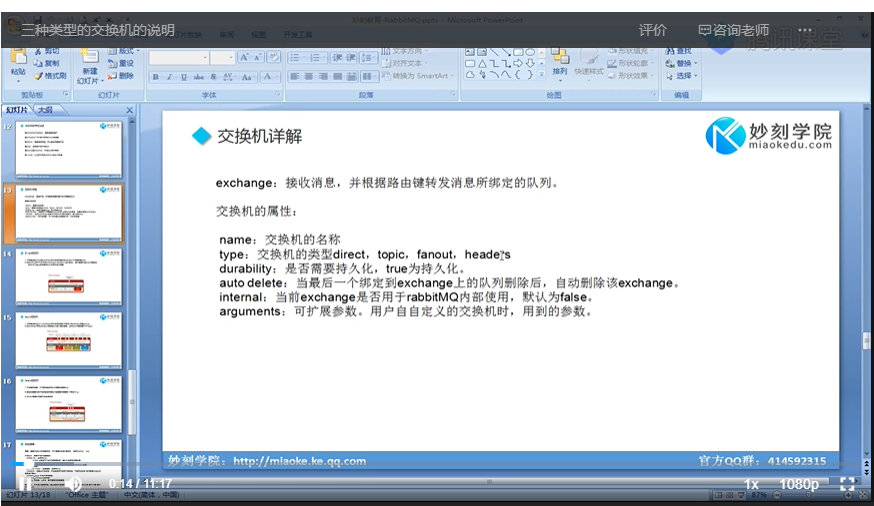 三种类型的交换机的说明
评价
咨询老师
腾讯课堂
开发工具
剪切
复制
格式刷
粘贴
剪贴板
新建
幻灯片
版式
重设
删除
幻灯片
字体
文字方向
对齐文本
转换为 SmartArt
段落
排列
快速样式
形状填充
形状轮廓
形状效果
绘图
查找
替换
选择
编辑
幻灯片
大纲
12
13
14
15
16
17
交换机详解
妙刻学院
miaokedu.com
exchange：接收消息，并根据路由键转发消息所绑定的队列。
交换机的属性：
name：交换机的名称
type：交换机的类型direct，topic，fanout，headers
durability：是否需要持久化，true为持久化。
auto delete：当最后一个绑定到exchange上的队列删除后，自动删除该exchange。
internal：当前exchange是否用于rabbitMQ内部使用，默认为false。
arguments：可扩展参数。用户自自定义的交换机时，用到的参数。
妙刻学院：http://miaoke.ke.qq.com
官方QQ群：414592315
0:14 / 11:17
1x
1080p
幻灯片 13/18
"Office 主题"
中文(简体，中国)
87%